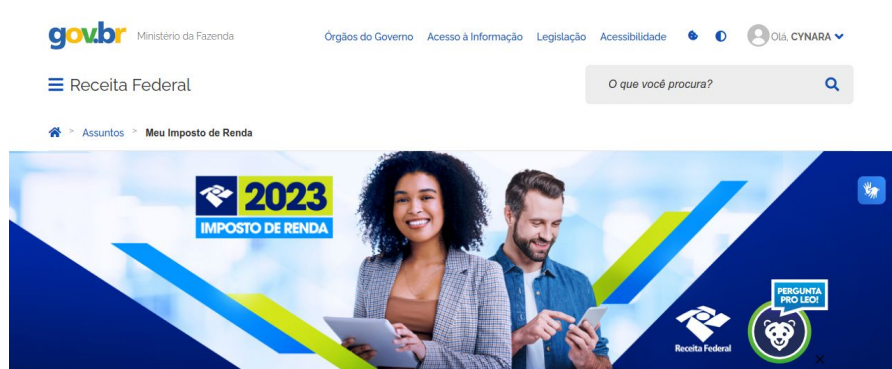 gov.br Ministério da Fazenda Órgãos do Governo Acesso à Informação Legislação Acessibilidade Olá, CYNARA
Receita Federal O que você procura?
> Assuntos > Meu Imposto de Renda
2023
IMPOSTO DE RENDA
PERGUNTA
PRO LEO!
Receita Federal